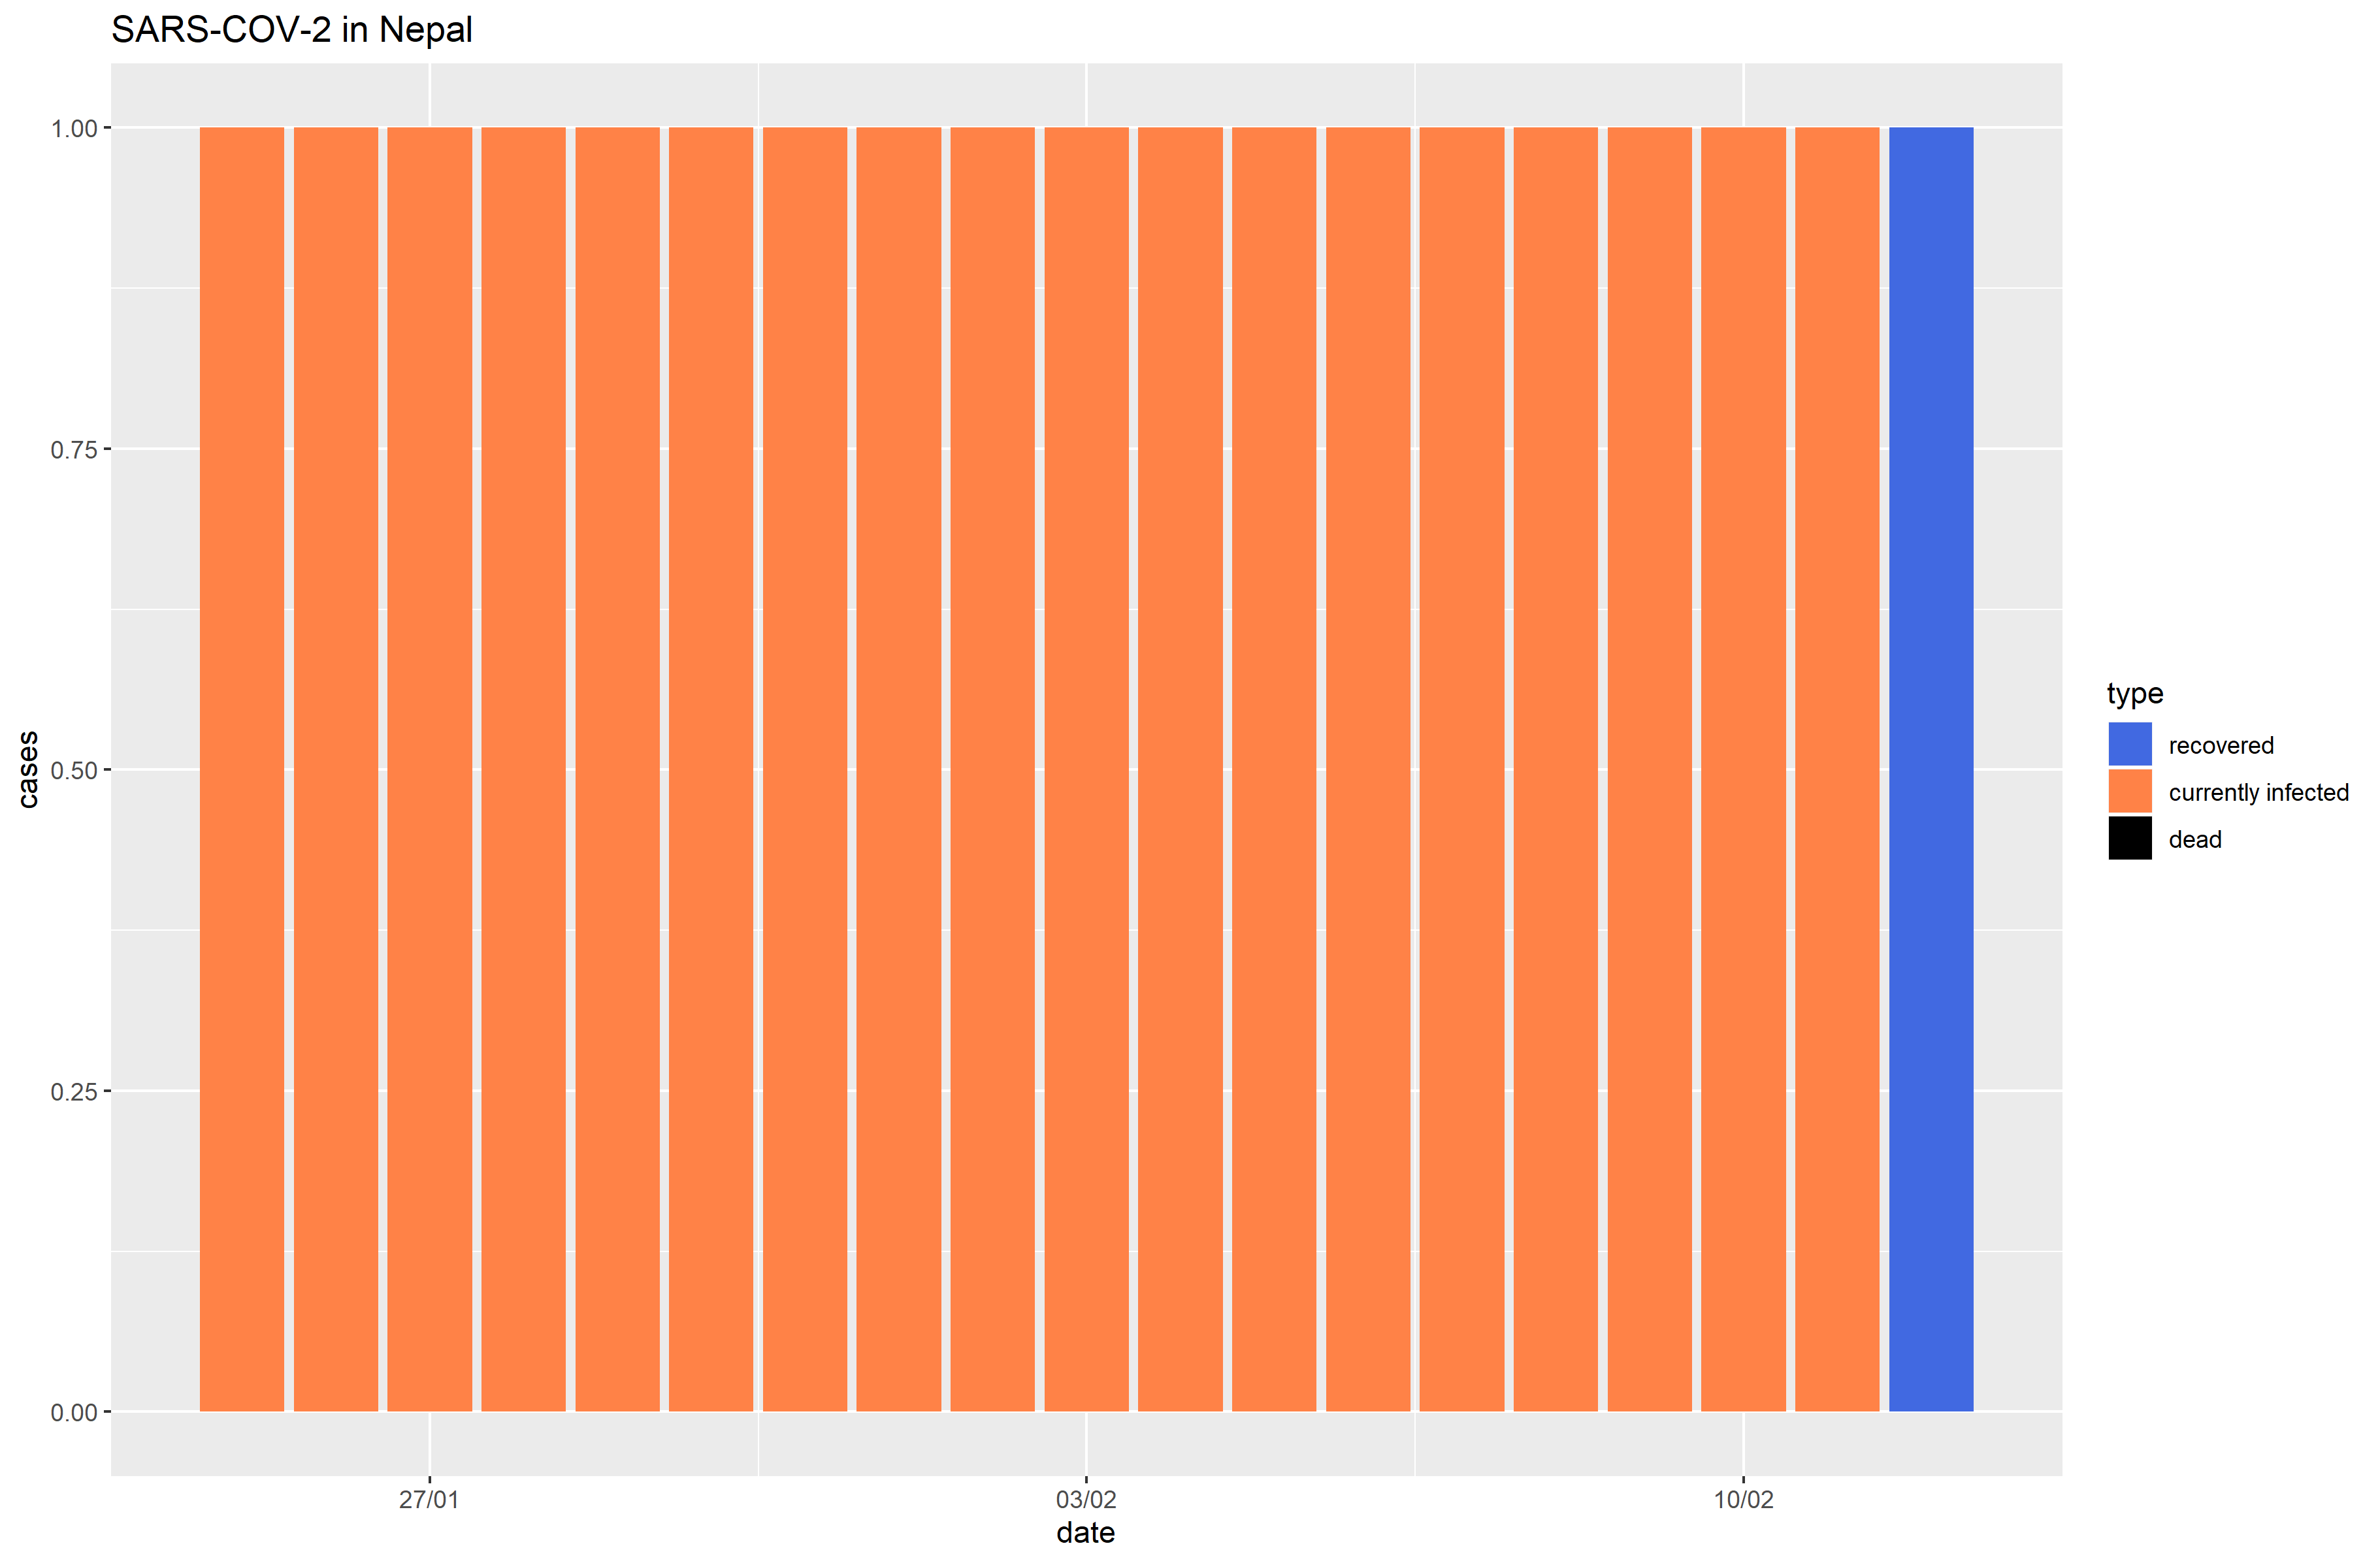 SARS-COV-2 in Nepal
cases
1.00
0.75
0.50
0.25
0.00
27/01
03/02
10/02
date
type
recovered
currently infected
dead